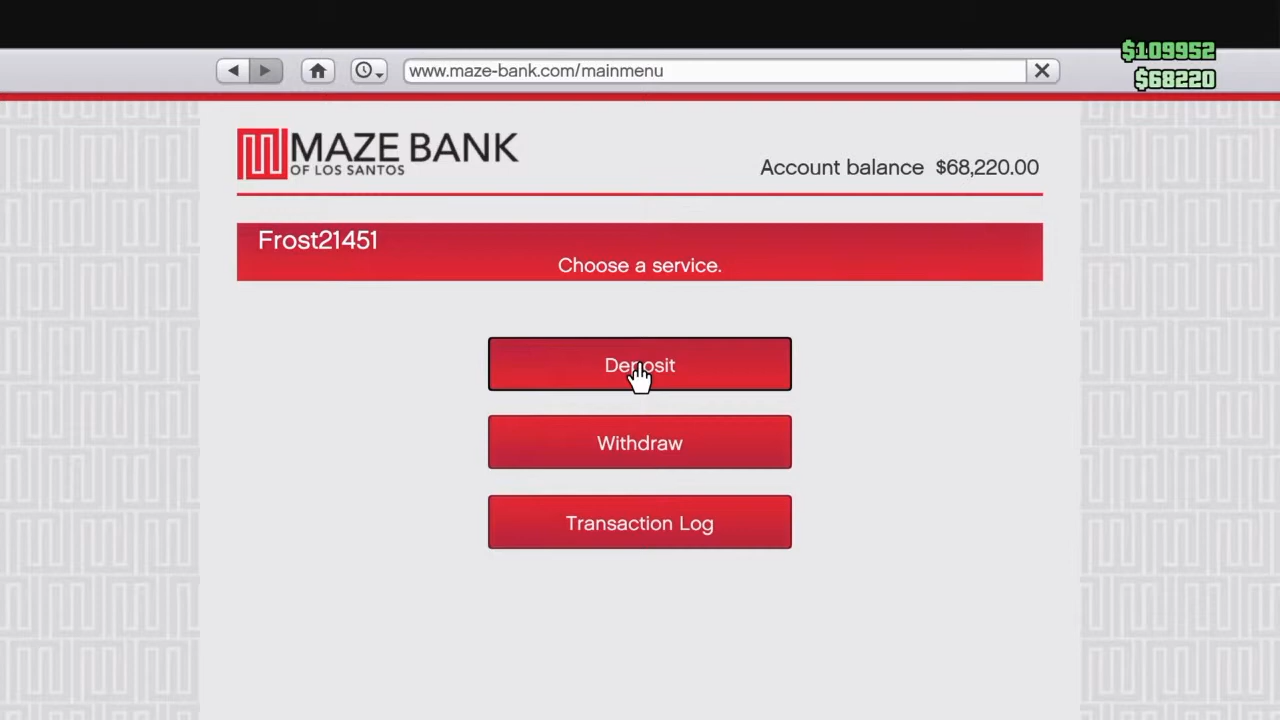 $109952
www.maze-bank.com/mainmenu
$68220
MAZE BANK
OF LOS SANTOS
Account balance $68,220.00
Frost21451
Choose a service.
Deposit
Withdraw
Transaction Log